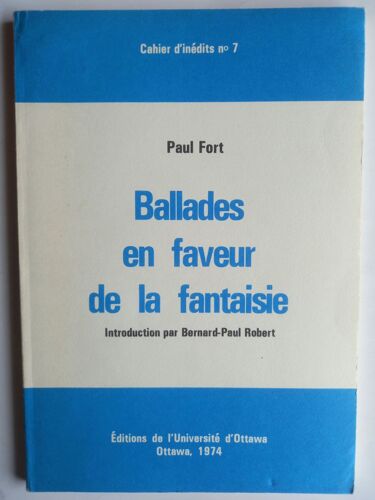 Cahier d'inédits nº 7
Paul Fort
Ballades
en faveur
de la fantaisie
Introduction par Bernard-Paul Robert
Éditions de l'Université d'Ottawa
Ottawa, 1974